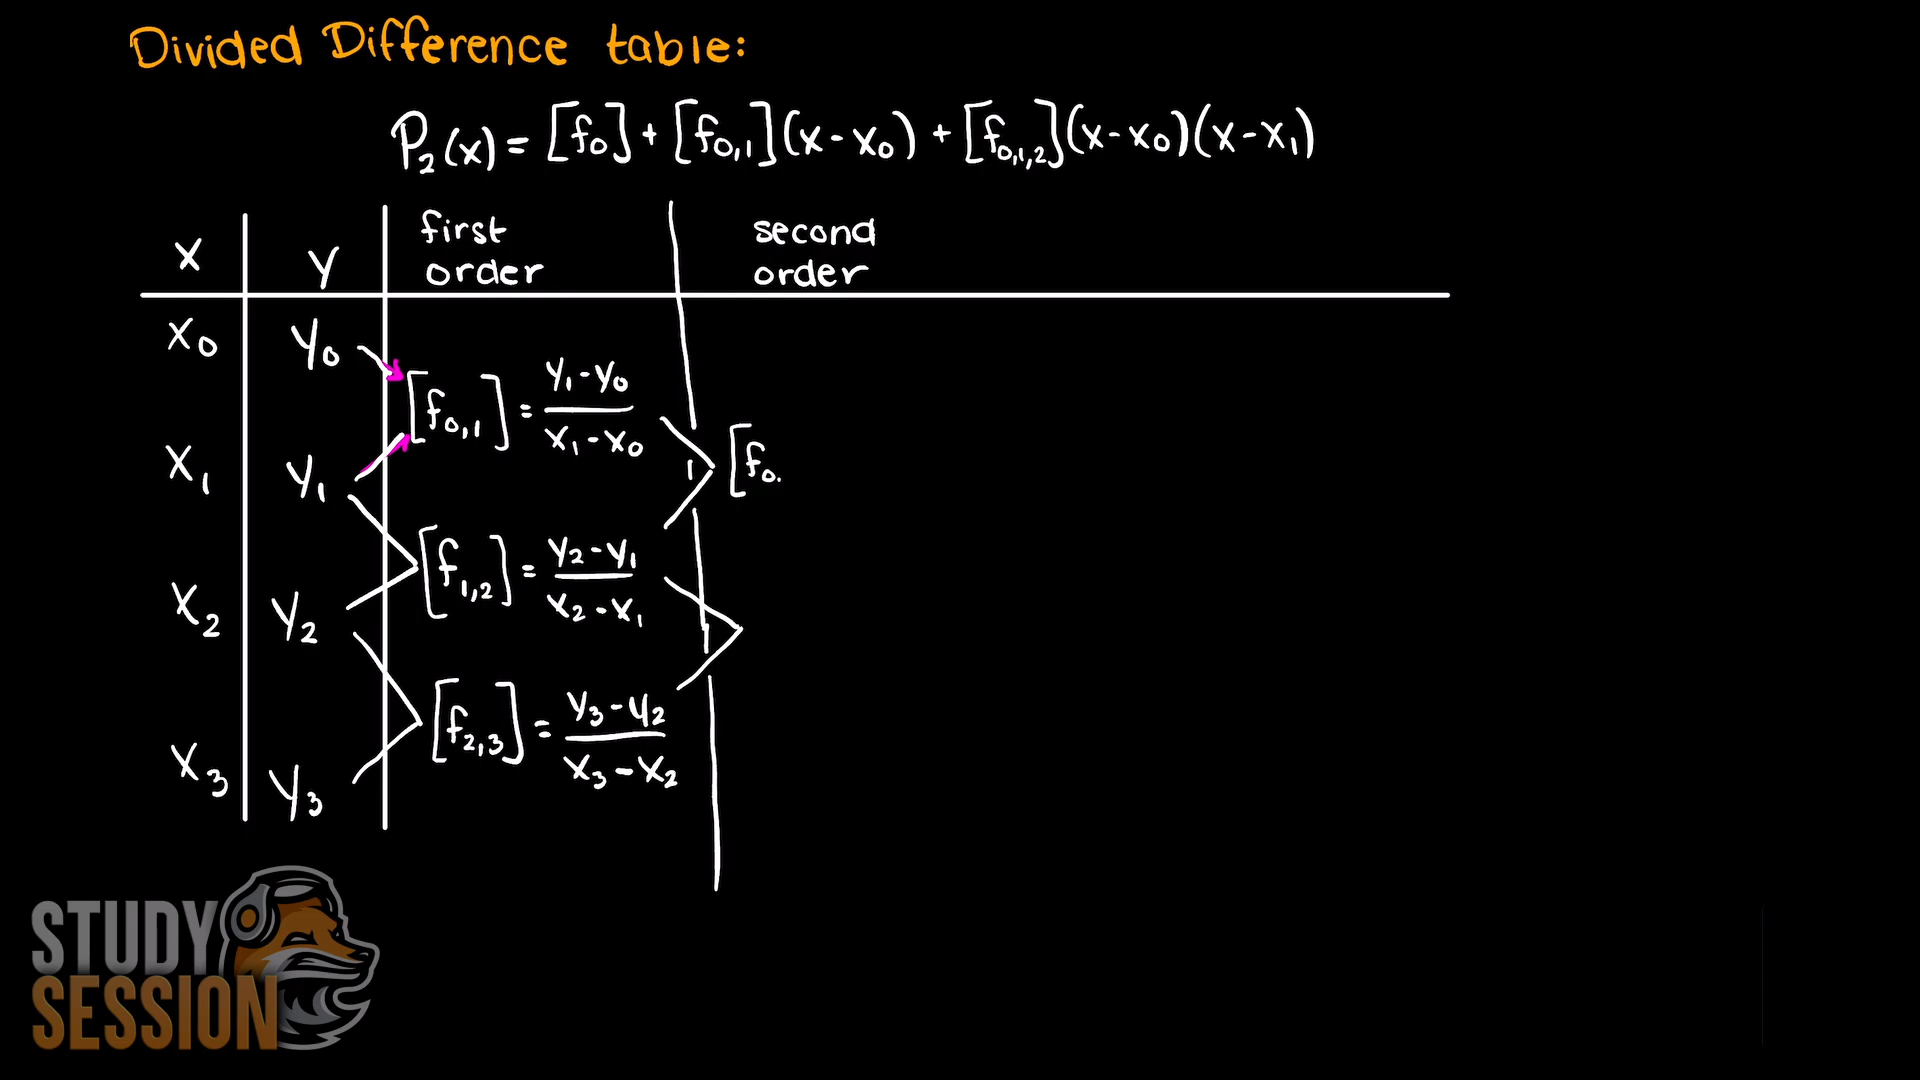 Divided Difference table:
P₂(x) = [f₀] + [f₀,₁](x - x₀) + [f₀,₁,₂](x - x₀)(x - x₁)
x y first order second order
x₀ y₀
[f₀,₁] = (y₁ - y₀)/(x₁ - x₀)
[f₀.
x₁ y₁
[f₁,₂] = (y₂ - y₁)/(x₂ - x₁)
x₂ y₂
[f₂,₃] = (y₃ - y₂)/(x₃ - x₂)
x₃ y₃
STUDY
SESSION